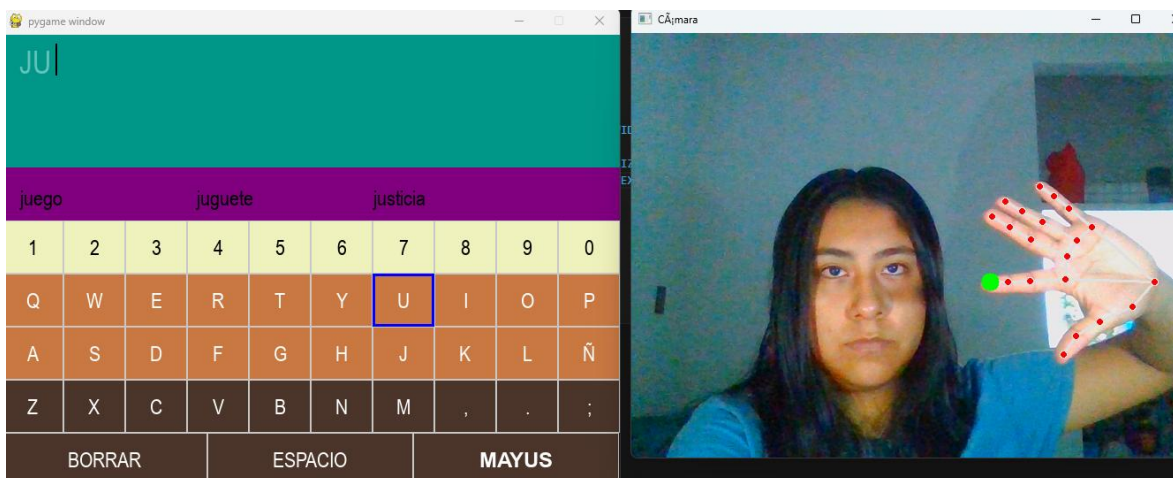 pygame window
JU
juego juguete justicia
1 2 3 4 5 6 7 8 9 0
Q W E R T Y U I O P
A S D F G H J K L Ñ
Z X C V B N M , . ;
BORRAR ESPACIO MAYUS
CÃ¡mara